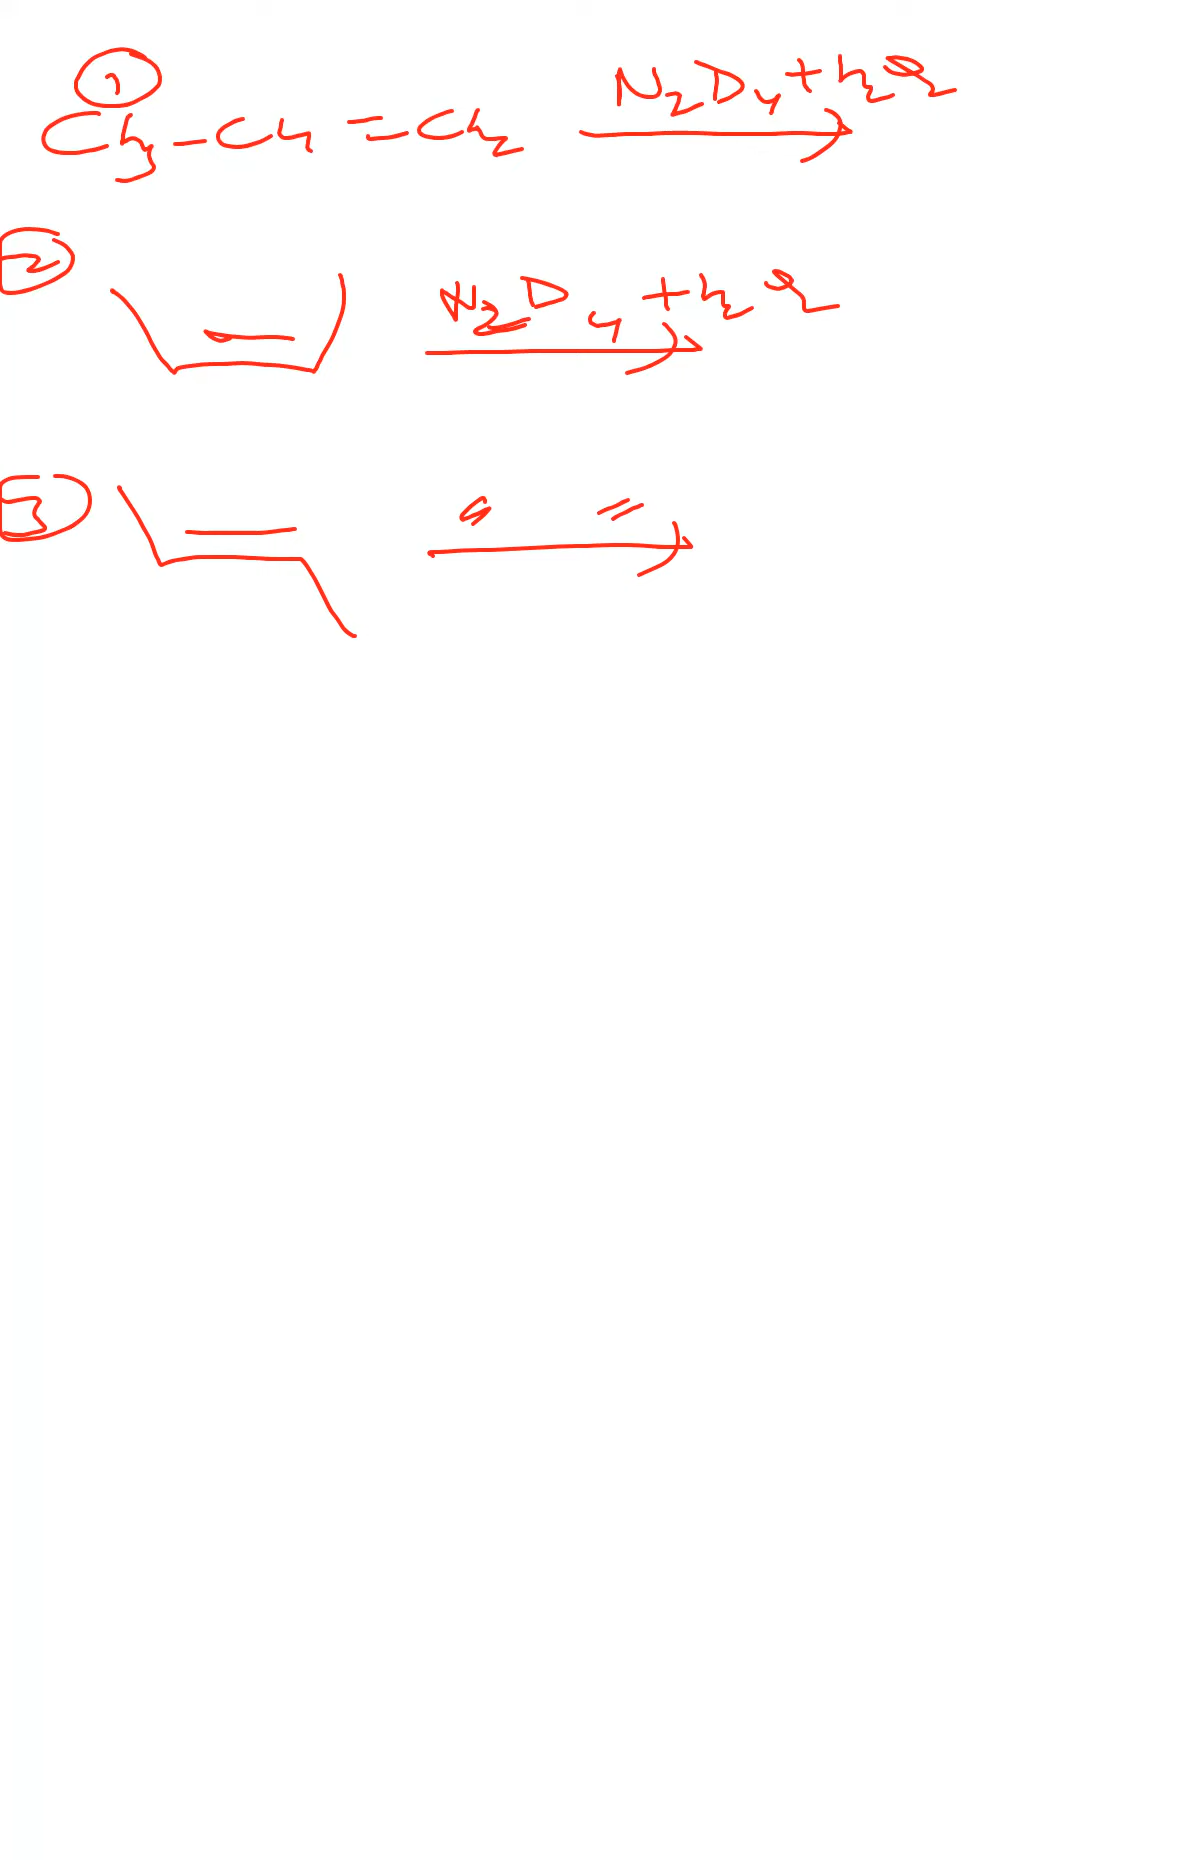 ①
CH3-CH=CH2 N2D4+H2O2
②
N2D4+H2O2
③
〃 〃